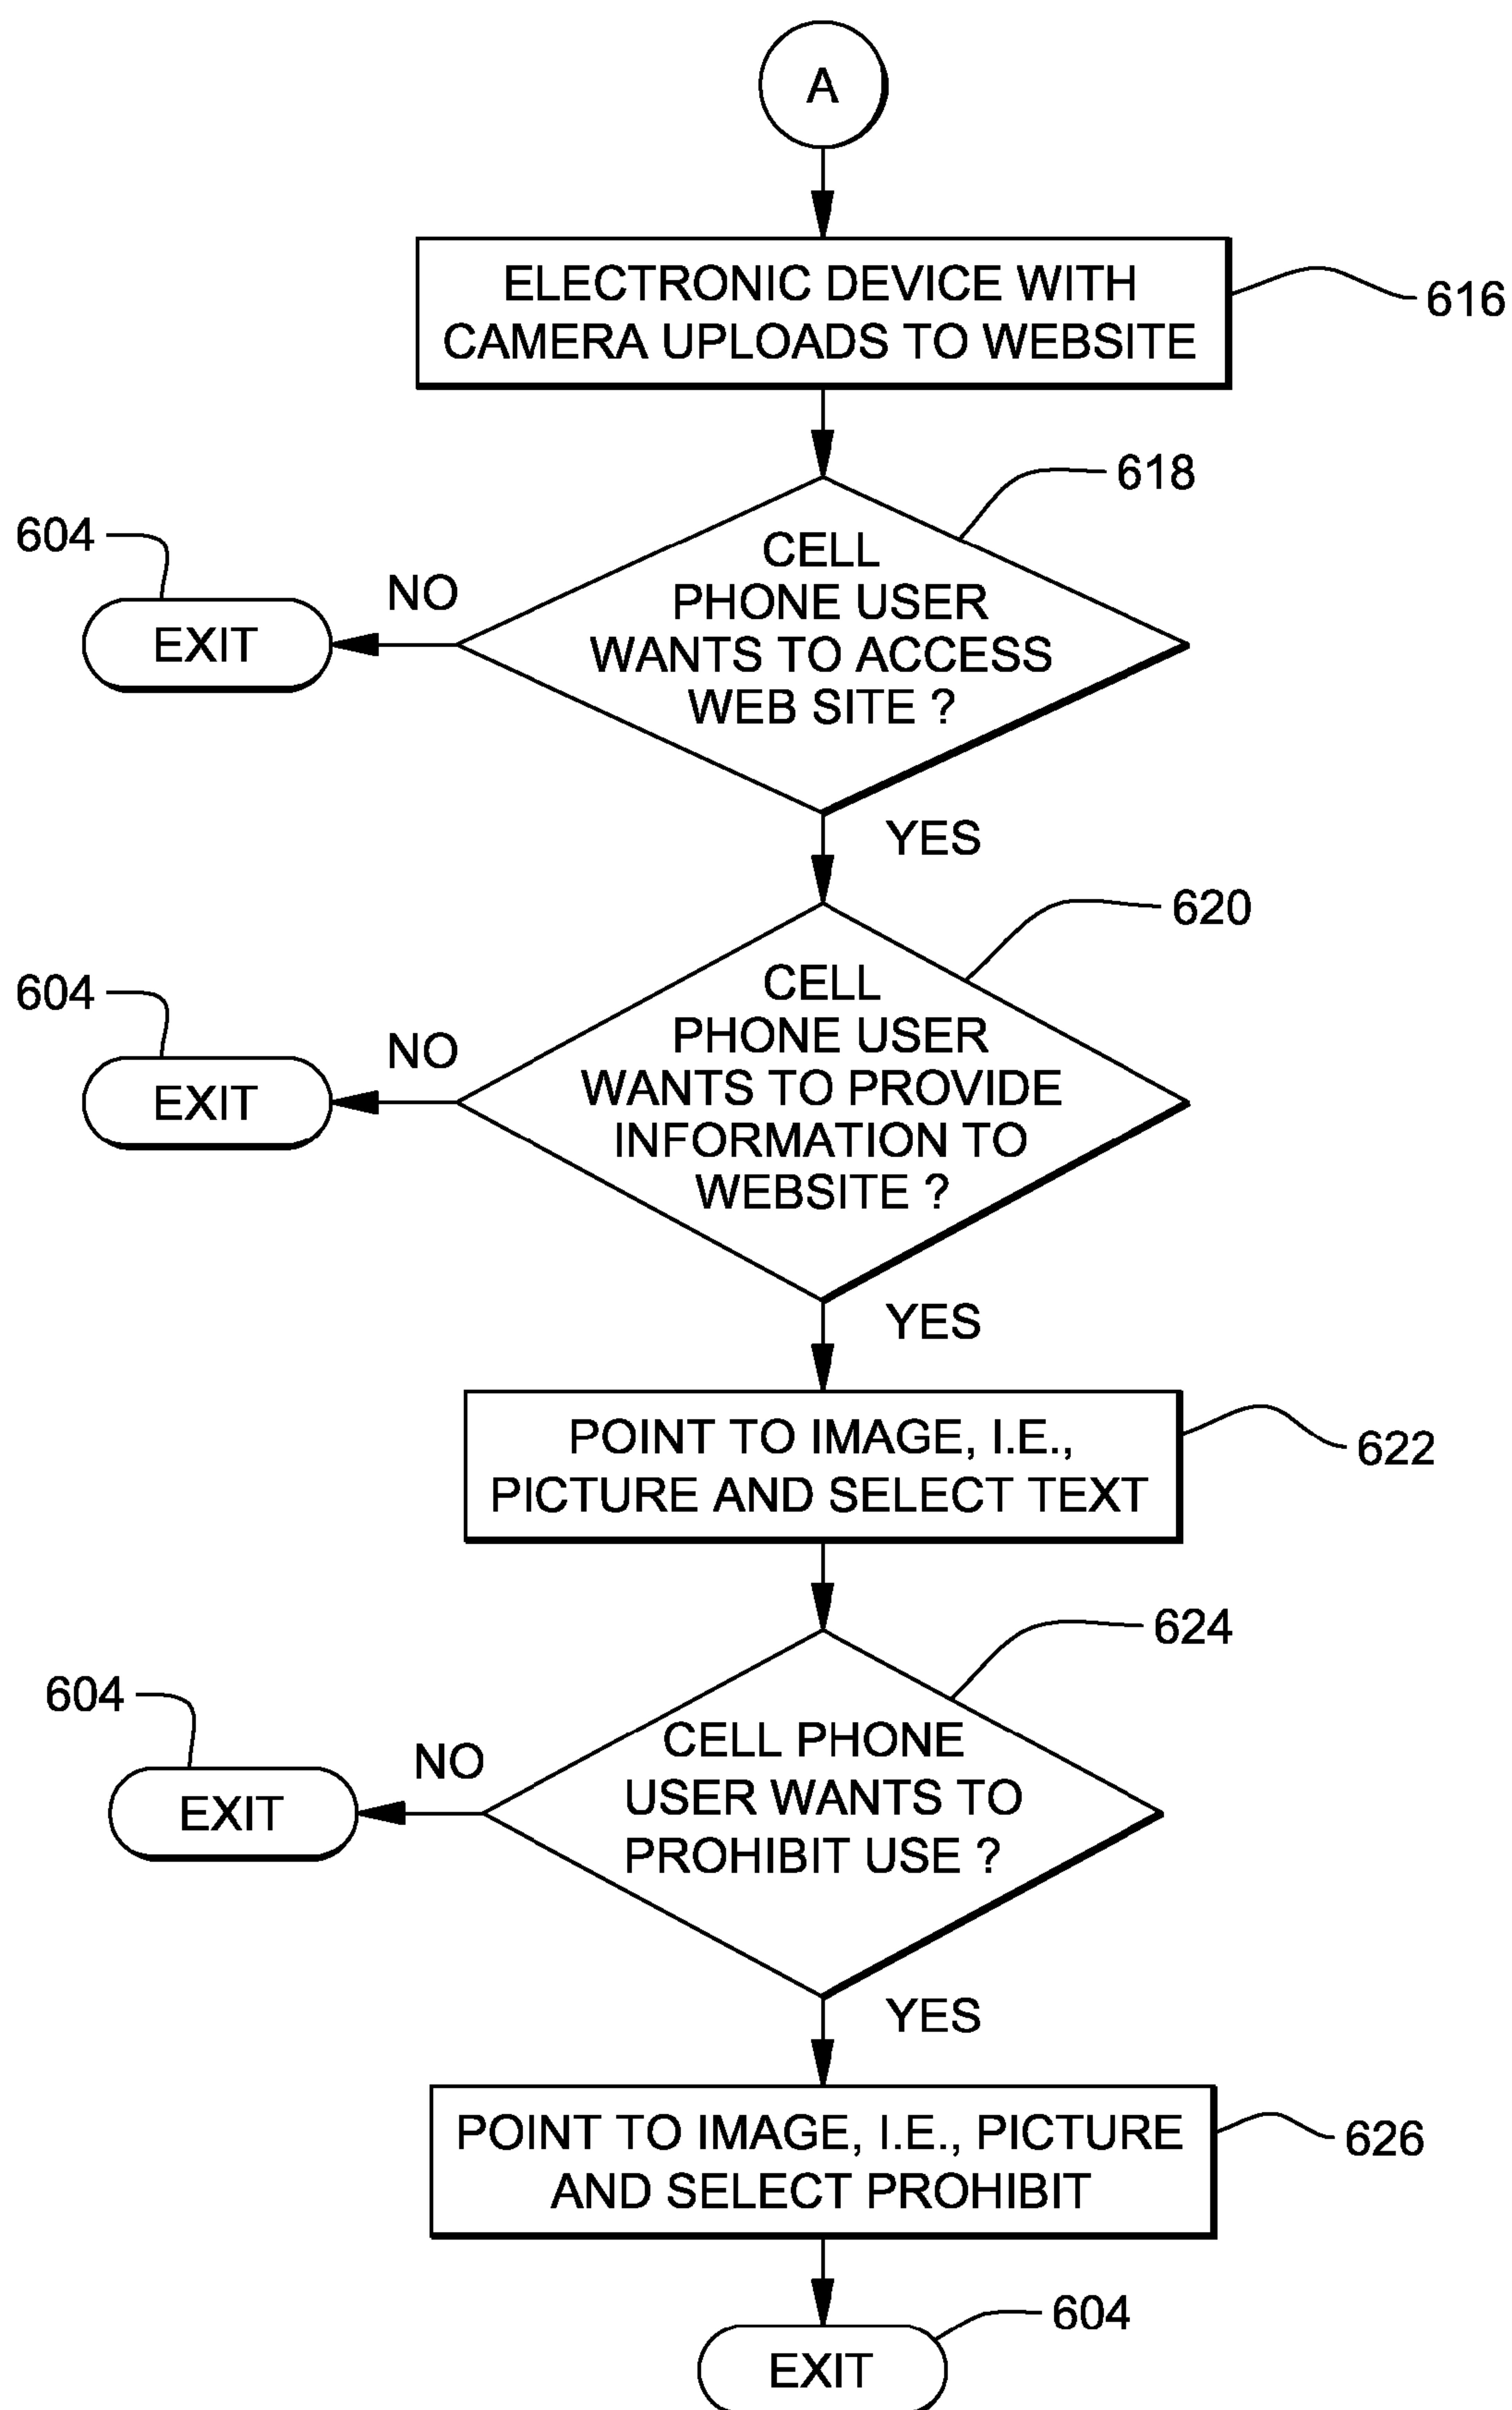 A
ELECTRONIC DEVICE WITH
CAMERA UPLOADS TO WEBSITE
616
618
604
CELL
PHONE USER
WANTS TO ACCESS
WEB SITE ?
NO
EXIT
YES
620
604
CELL
PHONE USER
WANTS TO PROVIDE
INFORMATION TO
WEBSITE ?
NO
EXIT
YES
POINT TO IMAGE, I.E.,
PICTURE AND SELECT TEXT
622
624
604
CELL PHONE
USER WANTS TO
PROHIBIT USE ?
NO
EXIT
YES
POINT TO IMAGE, I.E., PICTURE
AND SELECT PROHIBIT
626
604
EXIT